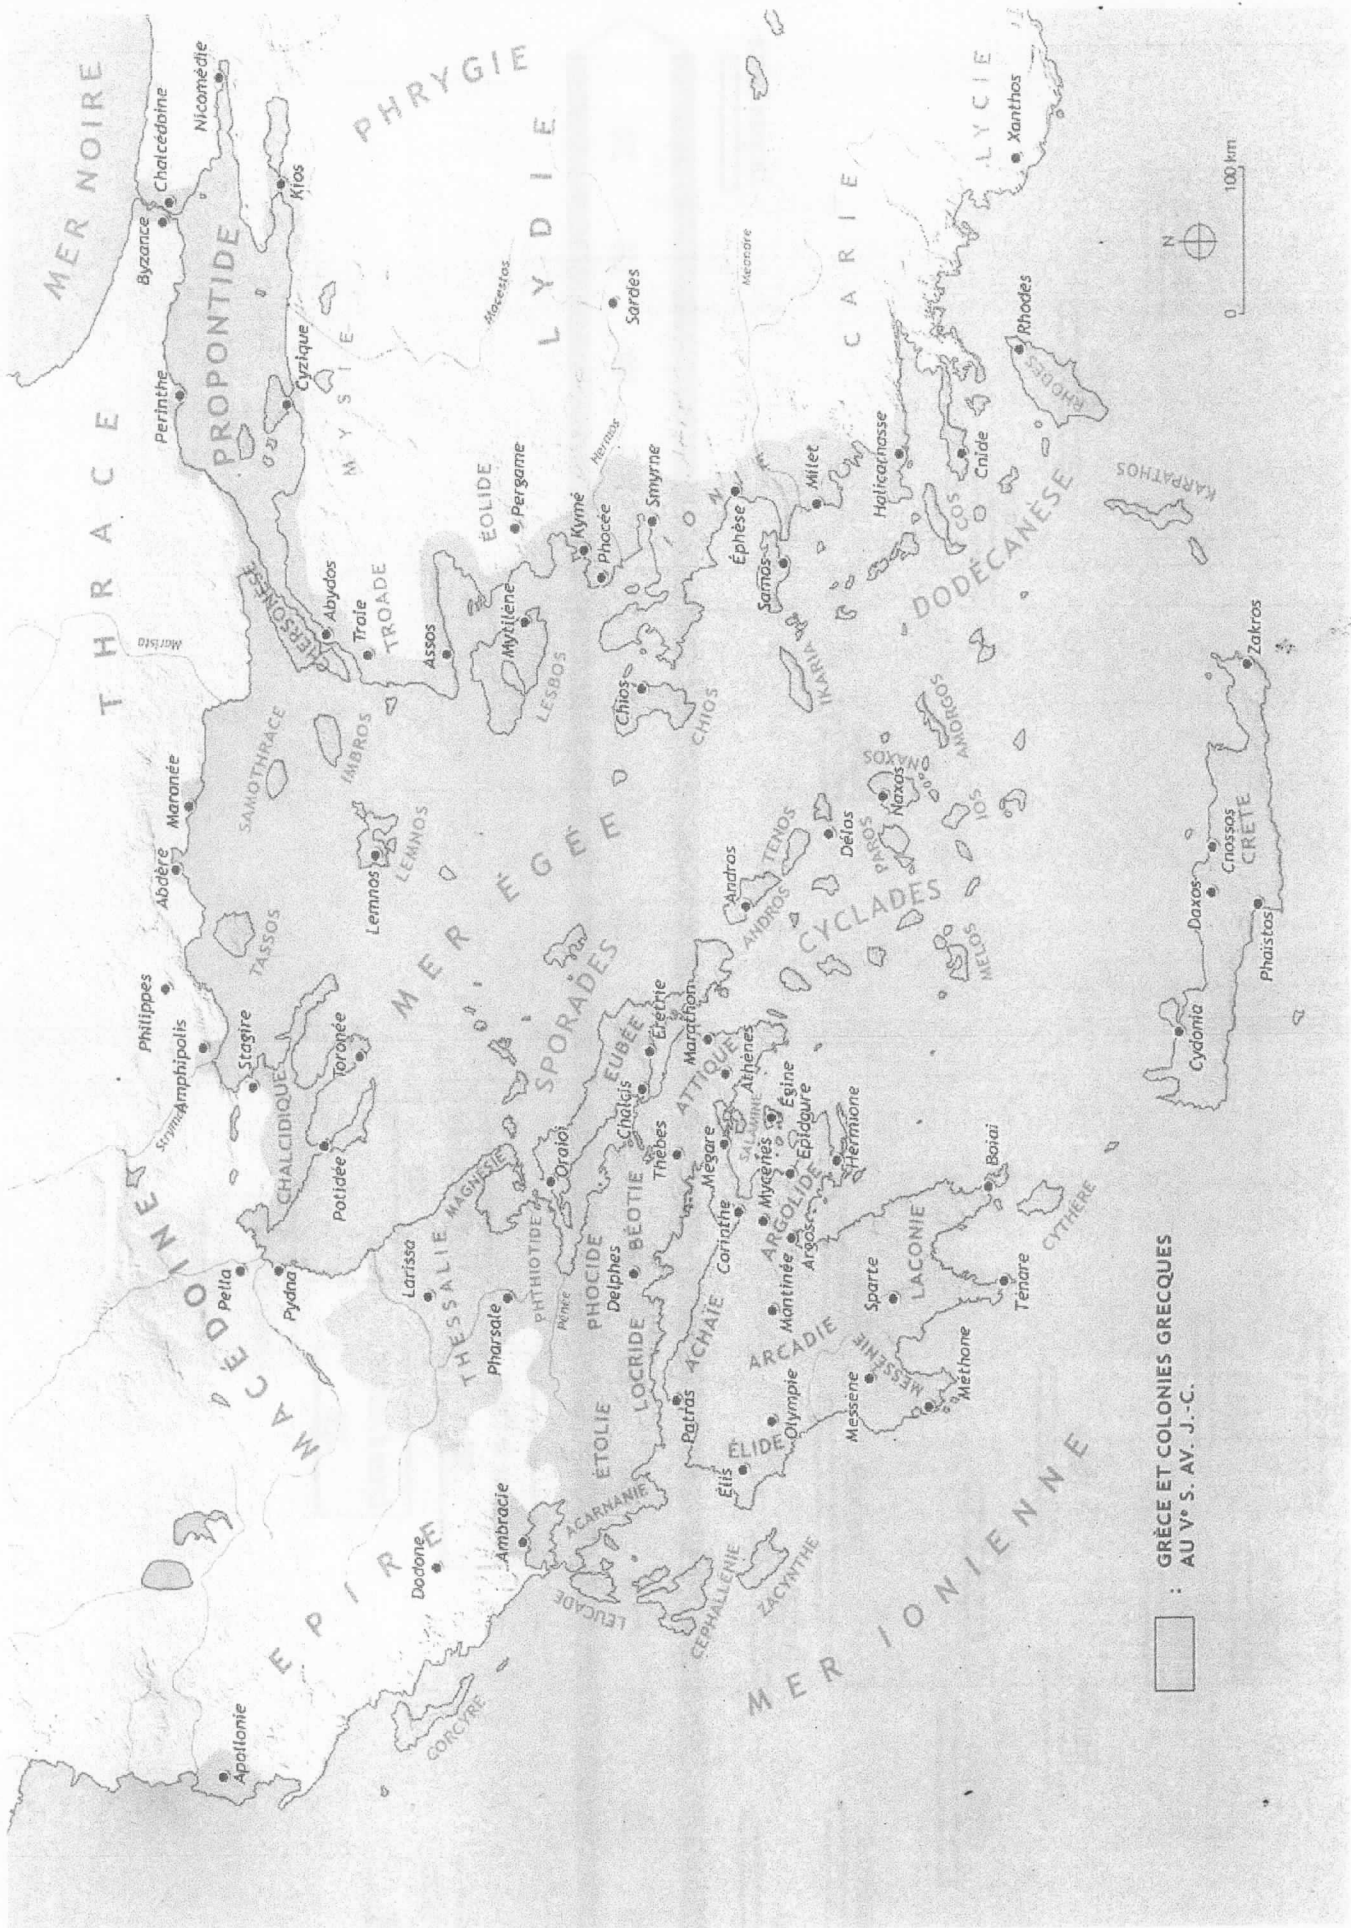 MER NOIRE
THRACE
MACÉDOINE
EPIRE
PHRYGIE
LYDIE
MYSIE
CARIE
LYCIE
PROPONTIDE
Byzance
Chalcédoine
Nicomédie
Kios
Perinthe
Cyzique
Abdère
Maronée
Philippes
Amphipolis
Stagire
CHALCIDIQUE
Toronée
Potidée
Pella
Pydna
Apollonie
TASSOS
SAMOTHRACE
IMBROS
Lemnos
LEMNOS
Abydos
Troie
TROADE
Assos
Macestos
ÉOLIDE
Pergame
Mytilène
LESBOS
MER ÉGÉE
Larissa
THESSALIE
MAGNÉSIE
Pharsale
PHTHIOTIDE
Pénée
Oraioi
SPORADES
Dodone
Ambracie
CORCYRE
LEUCADE
ACARNANIE
ÉTOLIE
LOCRIDE
PHOCIDE
Delphes
BÉOTIE
Thèbes
Chalcis
EUBÉE
Érétrie
Marathon
ATTIQUE
Athènes
Mégare
SALAMINE
Égine
Corinthe
Mycènes
Epidaure
ARGOLIDE
Argos
Hermione
Mantinée
ACHAÏE
Patras
ARCADIE
Olympie
ÉLIDE
Élis
CÉPHALLENIE
ZACYNTHE
Messène
MESSÉNIE
Méthone
Sparte
LACONIE
Ténare
Boiai
CYTHÈRE
Kymé
Phocée
Hermos
Smyrne
Sardes
Chios
CHIOS
IONIE
Éphèse
Méandre
Samos
Milet
IKARIA
Halicarnasse
COS
Cnide
DODÉCANÈSE
Rhodes
RHODES
Xanthos
KARPATHOS
Andros
ANDROS
TENOS
Délos
PAROS
Naxos
NAXOS
AMORGOS
IOS
CYCLADES
MELOS
Cydonia
Daxos
Cnossos
CRÈTE
Phaistos
Zakros
MER IONIENNE
: GRÈCE ET COLONIES GRECQUES
AU Vᵉ S. AV. J.-C.
N
0 100 km